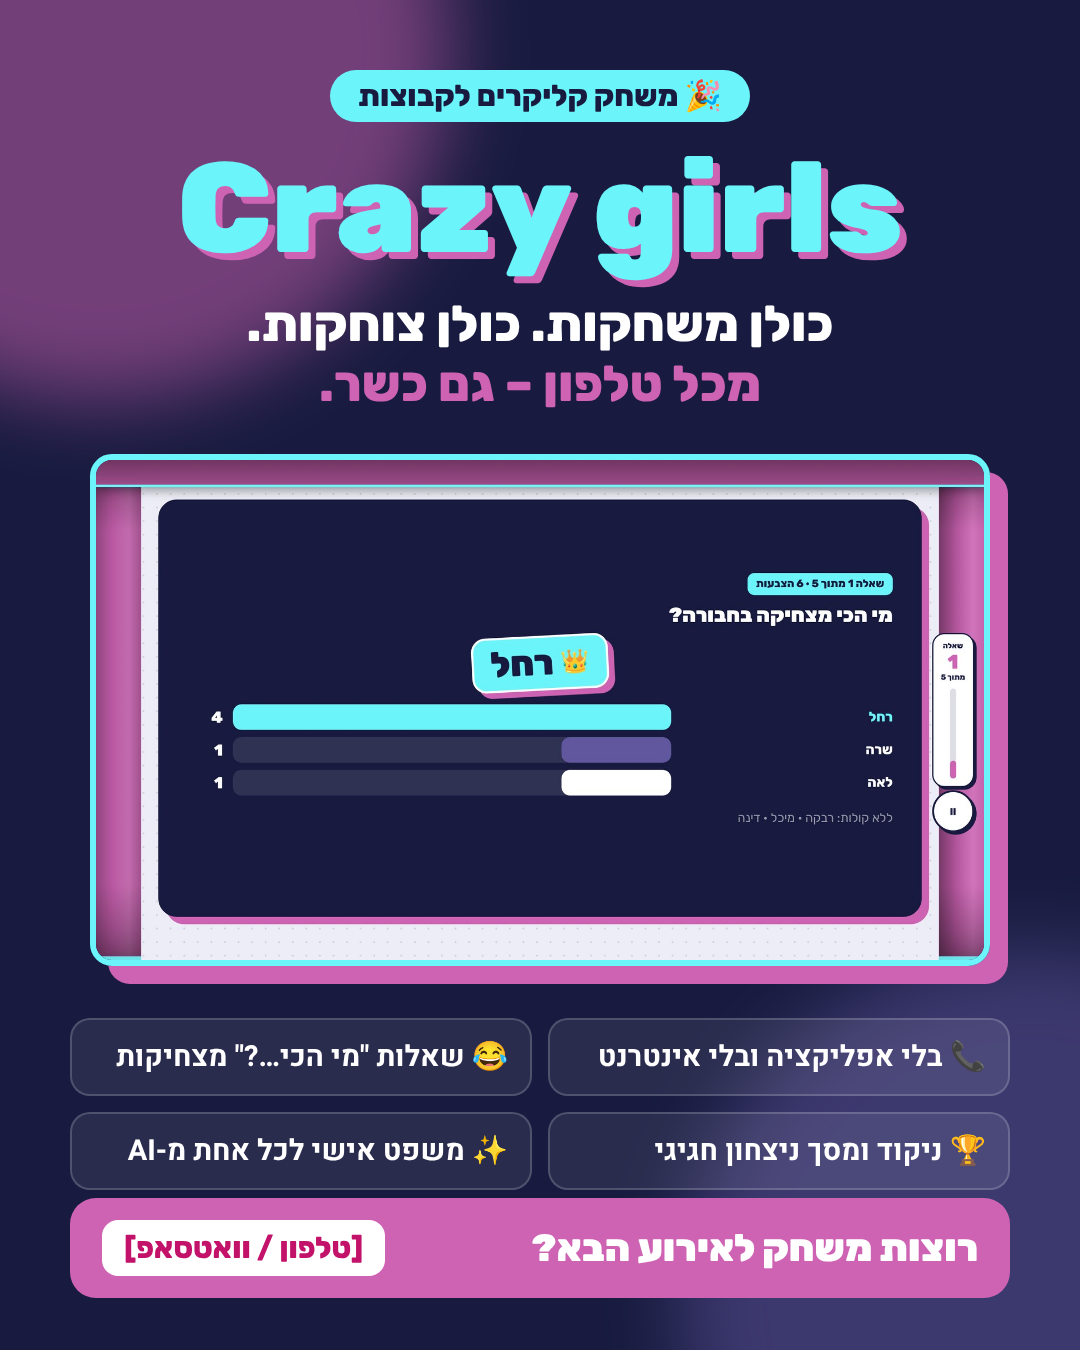 🎉 משחק קליקרים לקבוצות
Crazy girls
כולן משחקות. כולן צוחקות.
מכל טלפון – גם כשר.
שאלה 1 מתוך 5 · 6 הצבעות
מי הכי מצחיקה בחבורה?
👑 רחל
רחל 4
שרה 1
לאה 1
ללא קולות: רבקה · מיכל · דינה
שאלה
1
מתוך 5
📞 בלי אפליקציה ובלי אינטרנט
😂 שאלות "מי הכי...?" מצחיקות
🏆 ניקוד ומסך ניצחון חגיגי
✨ משפט אישי לכל אחת מ-AI
רוצות משחק לאירוע הבא?
[טלפון / וואטסאפ]